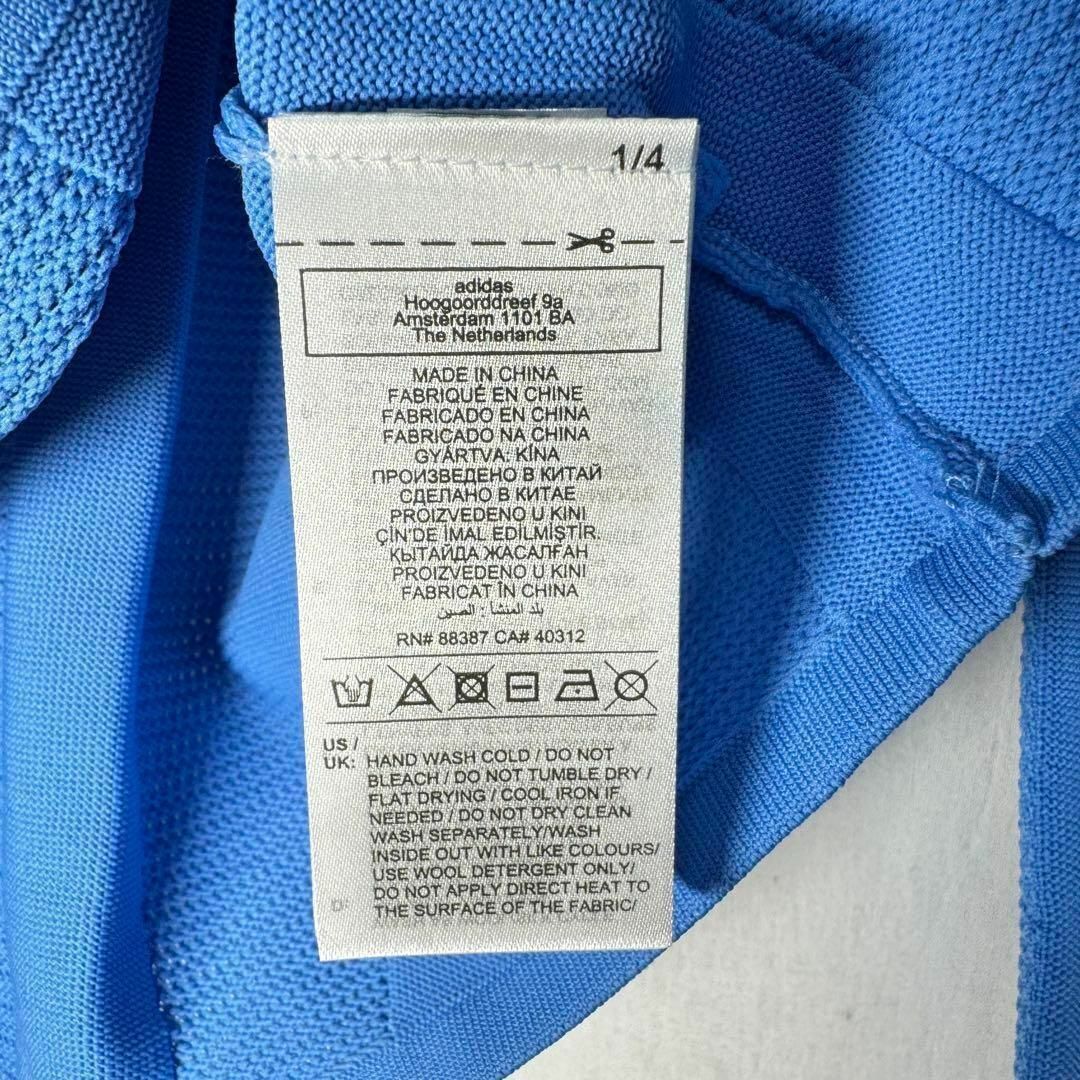 1/4
adidas
Hoogoorddreef 9a
Amsterdam 1101 BA
The Netherlands
MADE IN CHINA
FABRIQUÉ EN CHINE
FABRICADO EN CHINA
FABRICADO NA CHINA
GYÁRTVA: KÍNA
ПРОИЗВЕДЕНО В КИТАЙ
СДЕЛАНО В КИТАЕ
PROIZVEDENO U KINI
ÇİN'DE İMAL EDİLMİŞTİR.
ҚЫТАЙДА ЖАСАЛҒАН
PROIZVEDENO U KINI
FABRICAT ÎN CHINA
بلد المنشأ : الصين
RN# 88387 CA# 40312
US /
UK: HAND WASH COLD / DO NOT
BLEACH / DO NOT TUMBLE DRY /
FLAT DRYING / COOL IRON IF
NEEDED / DO NOT DRY CLEAN
WASH SEPARATELY/WASH
INSIDE OUT WITH LIKE COLOURS/
USE WOOL DETERGENT ONLY/
DO NOT APPLY DIRECT HEAT TO
THE SURFACE OF THE FABRIC/